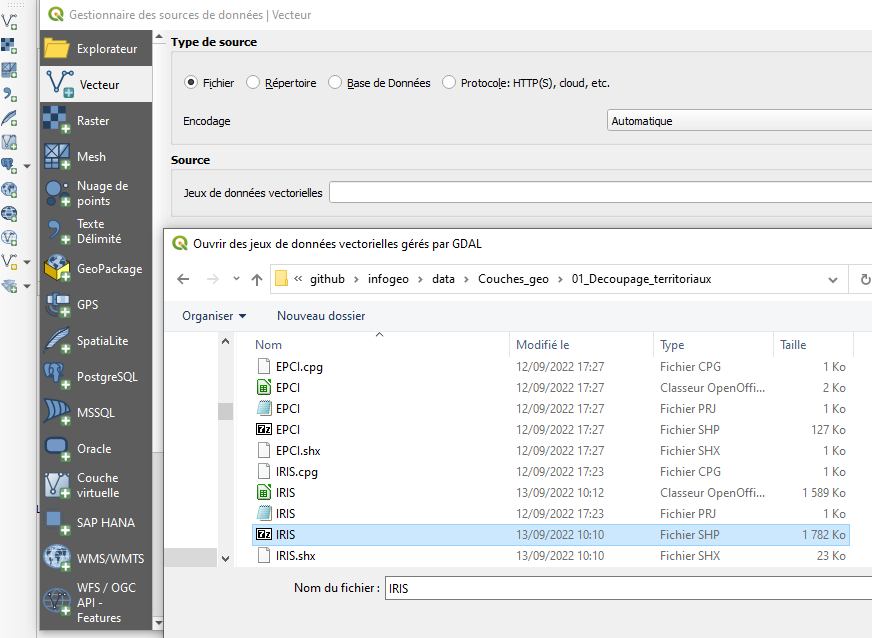 Gestionnaire des sources de données | Vecteur
Explorateur
Vecteur
Raster
Mesh
Nuage de
points
Texte
Délimité
GeoPackage
GPS
SpatiaLite
PostgreSQL
MSSQL
Oracle
Couche
virtuelle
SAP HANA
WMS/WMTS
WFS / OGC
API -
Features
Type de source
Fichier Répertoire Base de Données Protocole: HTTP(S), cloud, etc.
Encodage Automatique
Source
Jeux de données vectorielles
Ouvrir des jeux de données vectorielles gérés par GDAL
« github › infogeo › data › Couches_geo › 01_Decoupage_territoriaux
Organiser Nouveau dossier
Nom Modifié le Type Taille
EPCI.cpg 12/09/2022 17:27 Fichier CPG 1 Ko
EPCI 12/09/2022 17:27 Classeur OpenOffi... 2 Ko
EPCI 12/09/2022 17:27 Fichier PRJ 1 Ko
EPCI 12/09/2022 17:27 Fichier SHP 127 Ko
EPCI.shx 12/09/2022 17:27 Fichier SHX 1 Ko
IRIS.cpg 12/09/2022 17:23 Fichier CPG 1 Ko
IRIS 13/09/2022 10:12 Classeur OpenOffi... 1 589 Ko
IRIS 12/09/2022 17:23 Fichier PRJ 1 Ko
IRIS 13/09/2022 10:10 Fichier SHP 1 782 Ko
IRIS.shx 13/09/2022 10:10 Fichier SHX 23 Ko
Nom du fichier : IRIS